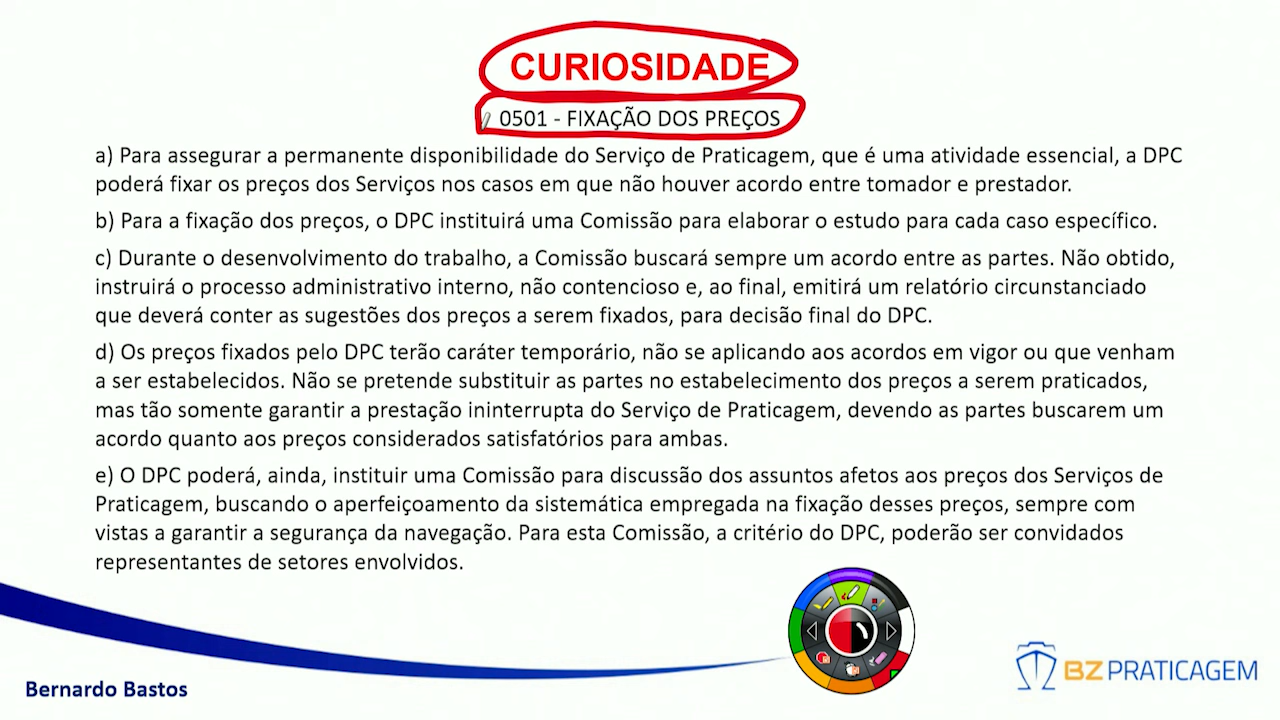 CURIOSIDADE
0501 - FIXAÇÃO DOS PREÇOS
a) Para assegurar a permanente disponibilidade do Serviço de Praticagem, que é uma atividade essencial, a DPC
poderá fixar os preços dos Serviços nos casos em que não houver acordo entre tomador e prestador.
b) Para a fixação dos preços, o DPC instituirá uma Comissão para elaborar o estudo para cada caso específico.
c) Durante o desenvolvimento do trabalho, a Comissão buscará sempre um acordo entre as partes. Não obtido,
instruirá o processo administrativo interno, não contencioso e, ao final, emitirá um relatório circunstanciado
que deverá conter as sugestões dos preços a serem fixados, para decisão final do DPC.
d) Os preços fixados pelo DPC terão caráter temporário, não se aplicando aos acordos em vigor ou que venham
a ser estabelecidos. Não se pretende substituir as partes no estabelecimento dos preços a serem praticados,
mas tão somente garantir a prestação ininterrupta do Serviço de Praticagem, devendo as partes buscarem um
acordo quanto aos preços considerados satisfatórios para ambas.
e) O DPC poderá, ainda, instituir uma Comissão para discussão dos assuntos afetos aos preços dos Serviços de
Praticagem, buscando o aperfeiçoamento da sistemática empregada na fixação desses preços, sempre com
vistas a garantir a segurança da navegação. Para esta Comissão, a critério do DPC, poderão ser convidados
representantes de setores envolvidos.
Bernardo Bastos
BZPRATICAGEM